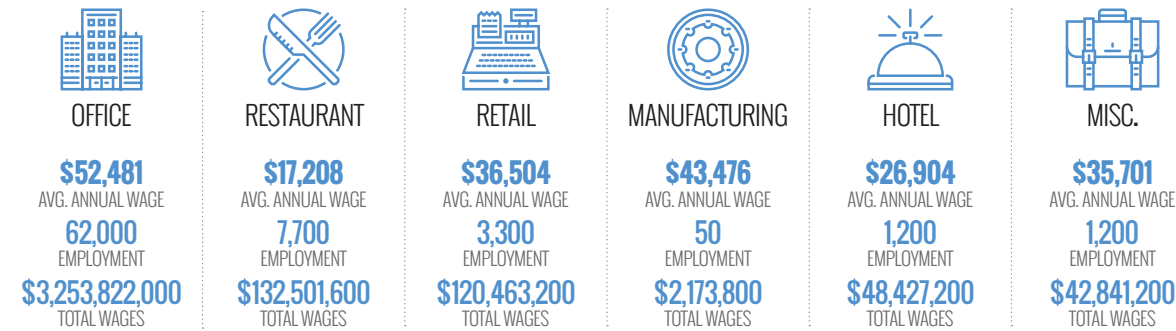 OFFICE
$52,481
AVG. ANNUAL WAGE
62,000
EMPLOYMENT
$3,253,822,000
TOTAL WAGES
RESTAURANT
$17,208
AVG. ANNUAL WAGE
7,700
EMPLOYMENT
$132,501,600
TOTAL WAGES
RETAIL
$36,504
AVG. ANNUAL WAGE
3,300
EMPLOYMENT
$120,463,200
TOTAL WAGES
MANUFACTURING
$43,476
AVG. ANNUAL WAGE
50
EMPLOYMENT
$2,173,800
TOTAL WAGES
HOTEL
$26,904
AVG. ANNUAL WAGE
1,200
EMPLOYMENT
$48,427,200
TOTAL WAGES
MISC.
$35,701
AVG. ANNUAL WAGE
1,200
EMPLOYMENT
$42,841,200
TOTAL WAGES